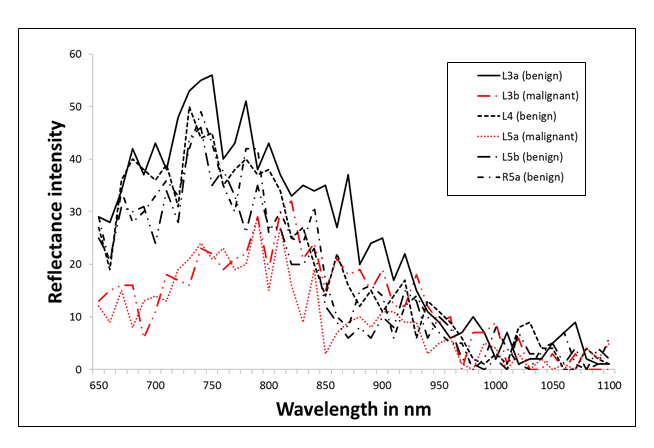 60
50
40
30
20
10
0
Reflectance intensity
L3a (benign)
L3b (malignant)
L4 (benign)
L5a (malignant)
L5b (benign)
R5a (benign)
650 700 750 800 850 900 950 1000 1050 1100
Wavelength in nm